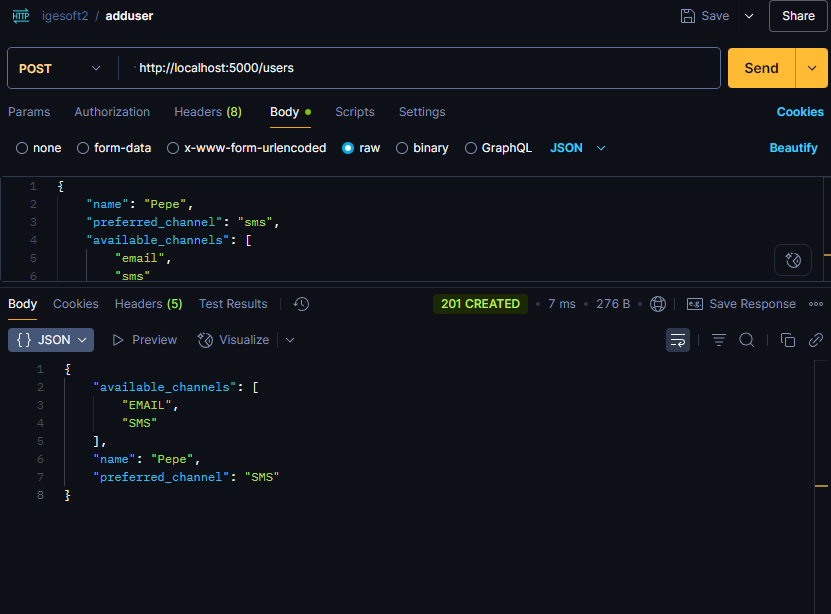 HTTP igesoft2 / adduser Save Share
POST http://localhost:5000/users Send
Params Authorization Headers (8) Body Scripts Settings Cookies
none form-data x-www-form-urlencoded raw binary GraphQL JSON Beautify
1 {
2 "name": "Pepe",
3 "preferred_channel": "sms",
4 "available_channels": [
5 "email",
6 "sms"
Body Cookies Headers (5) Test Results 201 CREATED • 7 ms • 276 B • e.g. Save Response
{} JSON Preview Visualize
1 {
2 "available_channels": [
3 "EMAIL",
4 "SMS"
5 ],
6 "name": "Pepe",
7 "preferred_channel": "SMS"
8 }